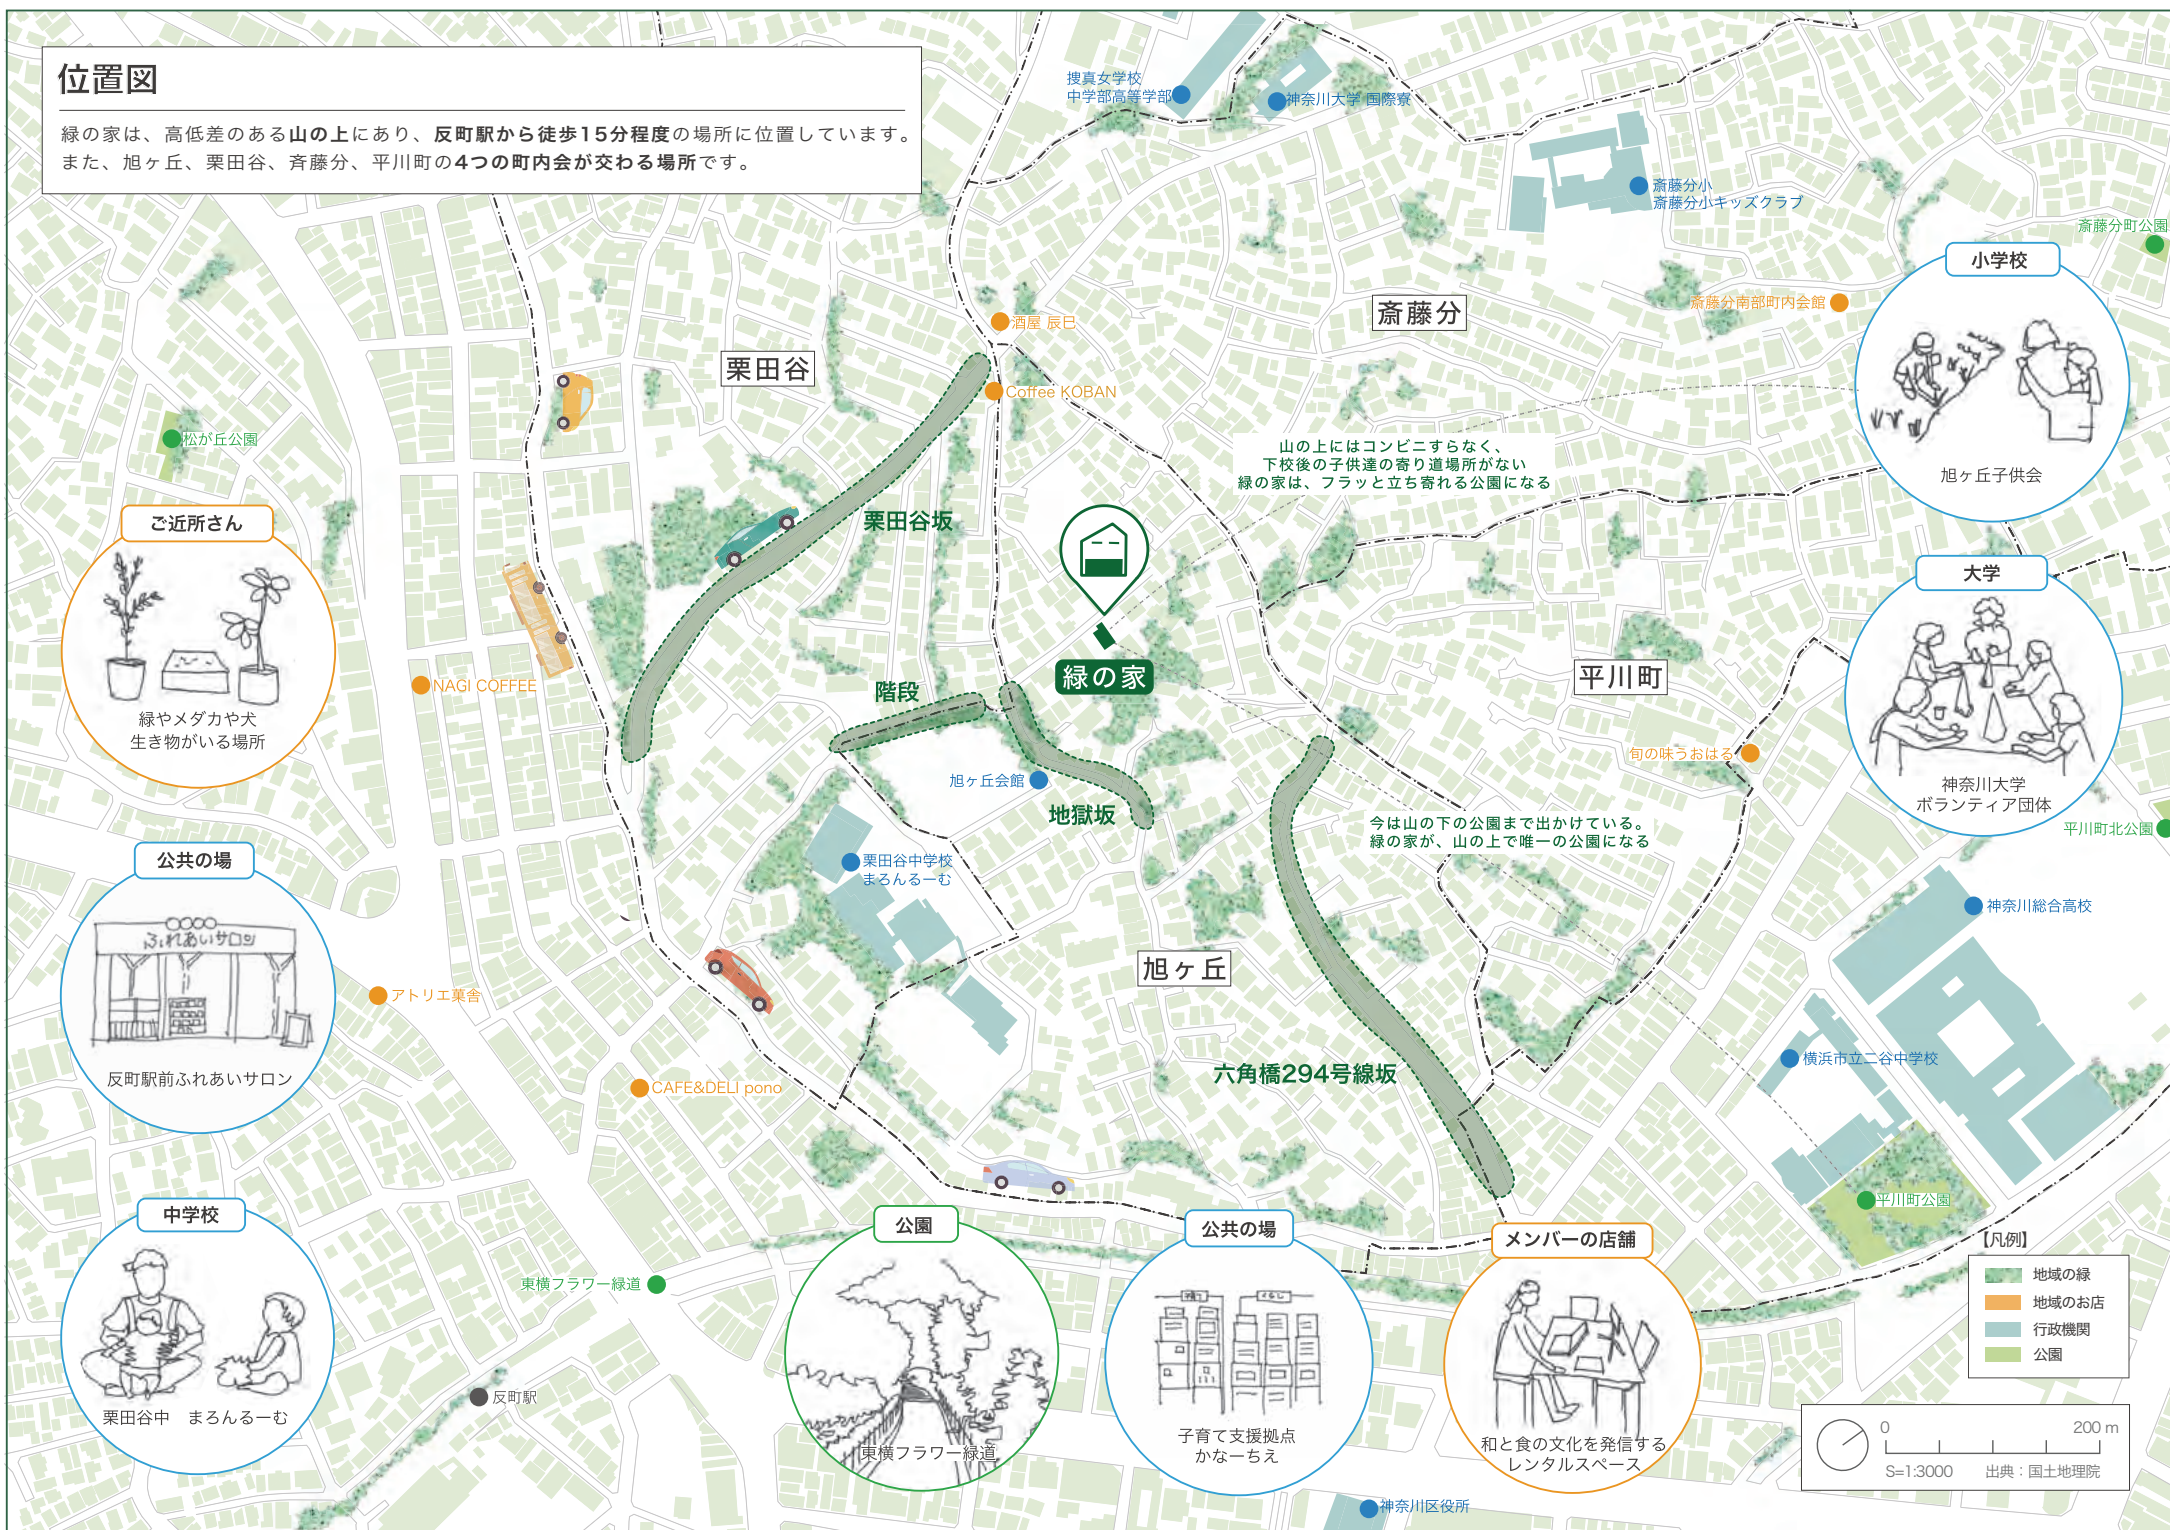 位置図
緑の家は、高低差のある山の上にあり、反町駅から徒歩15分程度の場所に位置しています。
また、旭ヶ丘、栗田谷、斉藤分、平川町の4つの町内会が交わる場所です。
捜真女学校
中学部高等学部
神奈川大学 国際寮
斎藤分小
斎藤分小キッズクラブ
斎藤分町公園
小学校
旭ヶ丘子供会
斎藤分南部町内会館
斎藤分
酒屋 辰巳
栗田谷
Coffee KOBAN
松が丘公園
山の上にはコンビニすらなく、
下校後の子供達の寄り道場所がない
緑の家は、フラッと立ち寄れる公園になる
栗田谷坂
ご近所さん
緑やメダカや犬
生き物がいる場所
大学
神奈川大学
ボランティア団体
NAGI COFFEE
階段
緑の家
平川町
旬の味うおはる
旭ヶ丘会館
地獄坂
今は山の下の公園まで出かけている。
緑の家が、山の上で唯一の公園になる
平川町北公園
公共の場
ふれあいサロン
反町駅前ふれあいサロン
栗田谷中学校
まろんるーむ
神奈川総合高校
旭ヶ丘
アトリエ菓舎
横浜市立二谷中学校
六角橋294号線坂
CAFE&DELI pono
平川町公園
中学校
栗田谷中　まろんるーむ
東横フラワー緑道
反町駅
公園
東横フラワー緑道
公共の場
子育て支援拠点
かなーちえ
メンバーの店舗
和と食の文化を発信する
レンタルスペース
神奈川区役所
【凡例】
地域の緑
地域のお店
行政機関
公園
0 200 m
S=1:3000 出典：国土地理院